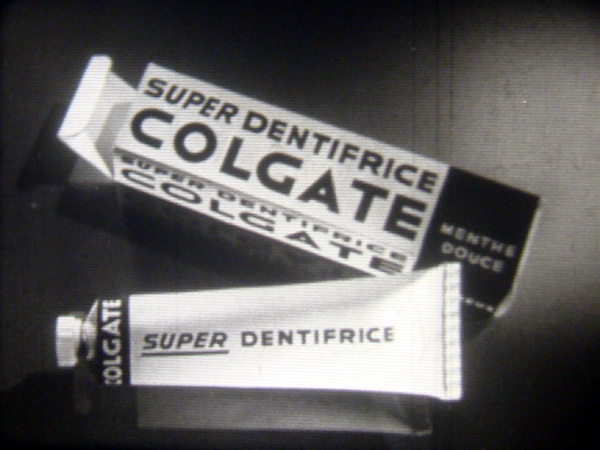 SUPER DENTIFRICE
COLGATE
SUPER DENTIFRICE
COLGATE
MENTHE
DOUCE
COLGATE
SUPER DENTIFRICE